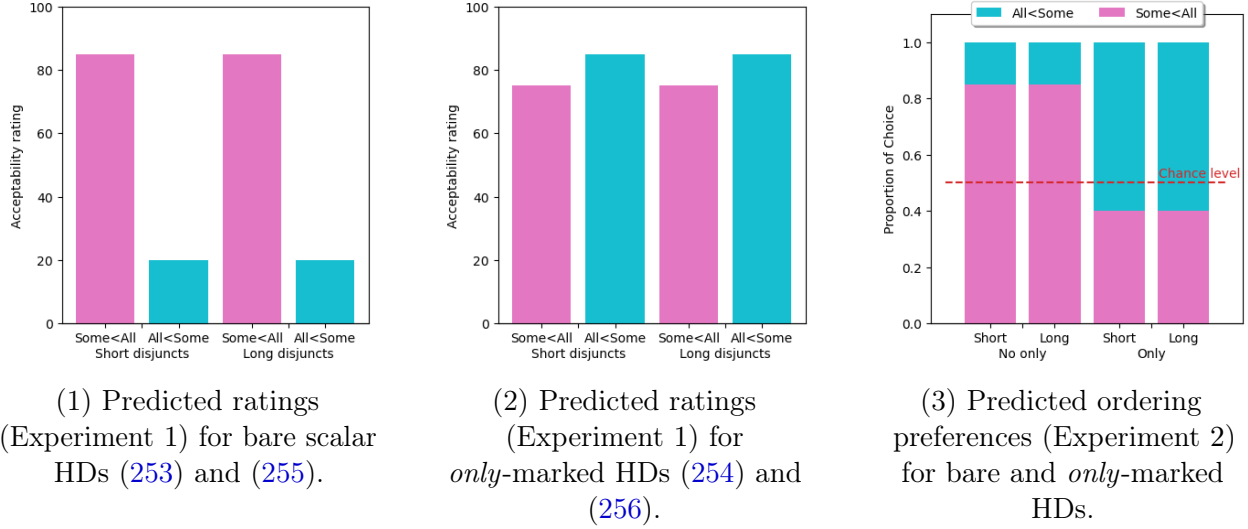 100
80
60
40
20
0
Acceptability rating
Some<All All<Some Some<All All<Some
Short disjuncts Long disjuncts
100
80
60
40
20
0
Acceptability rating
Some<All All<Some Some<All All<Some
Short disjuncts Long disjuncts
All<Some Some<All
1.0
0.8
0.6
0.4
0.2
0.0
Proportion of Choice
Chance level
Short Long Short Long
No only Only
(1) Predicted ratings
(Experiment 1) for bare scalar
HDs (253) and (255).
(2) Predicted ratings
(Experiment 1) for
only-marked HDs (254) and
(256).
(3) Predicted ordering
preferences (Experiment 2)
for bare and only-marked
HDs.